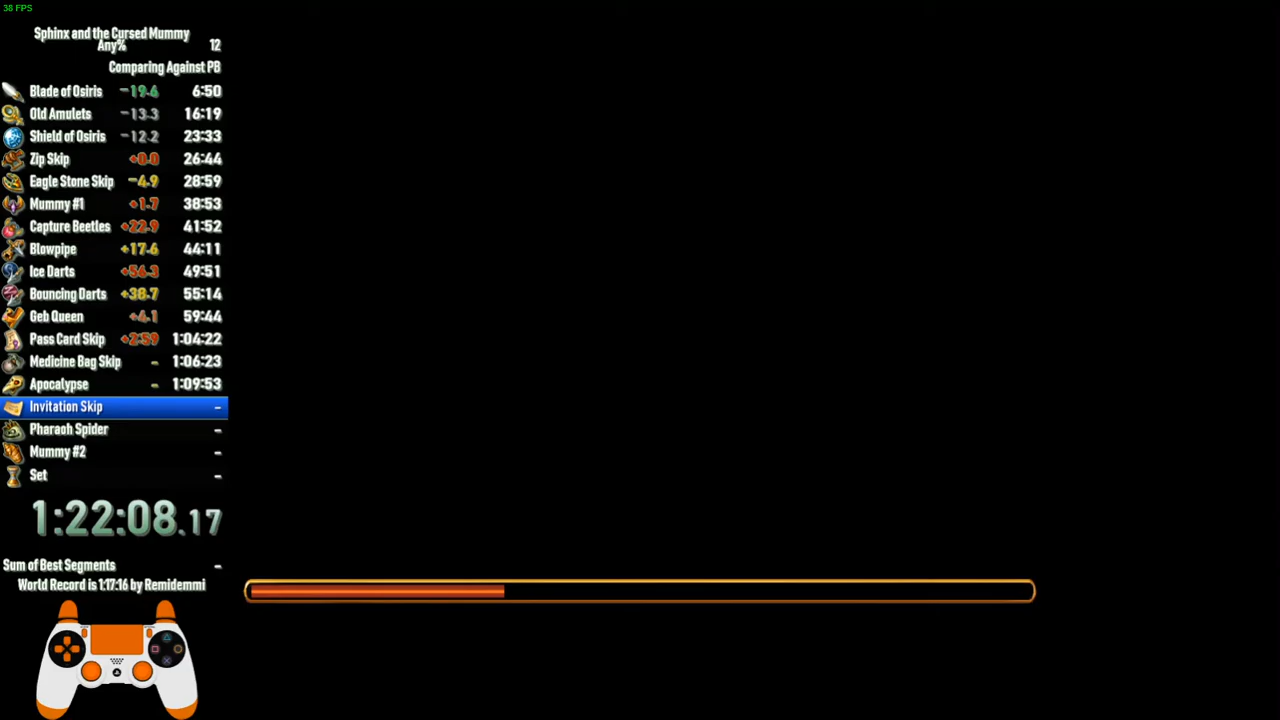 38 FPS
Sphinx and the Cursed Mummy
Any% 12
Comparing Against PB
Blade of Osiris -19.6 6:50
Old Amulets -13.3 16:19
Shield of Osiris -12.2 23:33
Zip Skip +0.0 26:44
Eagle Stone Skip -4.9 28:59
Mummy #1 +1.7 38:53
Capture Beetles +22.9 41:52
Blowpipe +17.6 44:11
Ice Darts +56.3 49:51
Bouncing Darts +38.7 55:14
Geb Queen +4.1 59:44
Pass Card Skip +2:59 1:04:22
Medicine Bag Skip - 1:06:23
Apocalypse - 1:09:53
Invitation Skip -
Pharaoh Spider -
Mummy #2 -
Set -
1:22:08.17
Sum of Best Segments -
World Record is 1:17:16 by Remidemmi